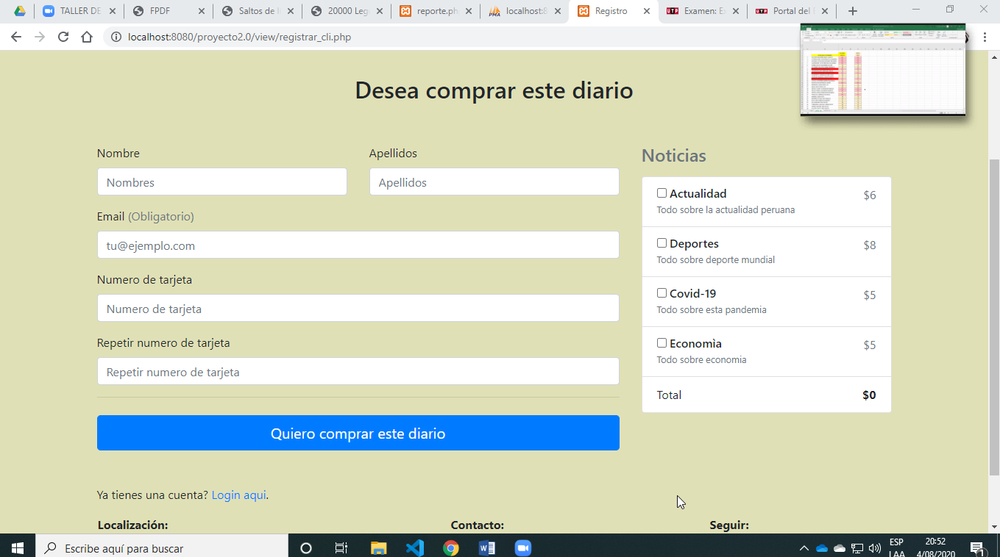 TALLER DE
FPDF
Saltos de l
20000 Leg
reporte.ph
localhost:8
Registro
Examen: E
Portal del E
localhost:8080/proyecto2.0/view/registrar_cli.php
Desea comprar este diario
Nombre
Apellidos
Noticias
Nombres
Apellidos
Actualidad
$6
Todo sobre la actualidad peruana
Email (Obligatorio)
tu@ejemplo.com
Deportes
$8
Todo sobre deporte mundial
Numero de tarjeta
Numero de tarjeta
Covid-19
$5
Todo sobre esta pandemia
Repetir numero de tarjeta
Repetir numero de tarjeta
Economìa
$5
Todo sobre economia
Total
$0
Quiero comprar este diario
Ya tienes una cuenta? Login aqui.
Localización:
Contacto:
Seguir:
Escribe aquí para buscar
ESP
LAA
20:52
4/08/2020
1